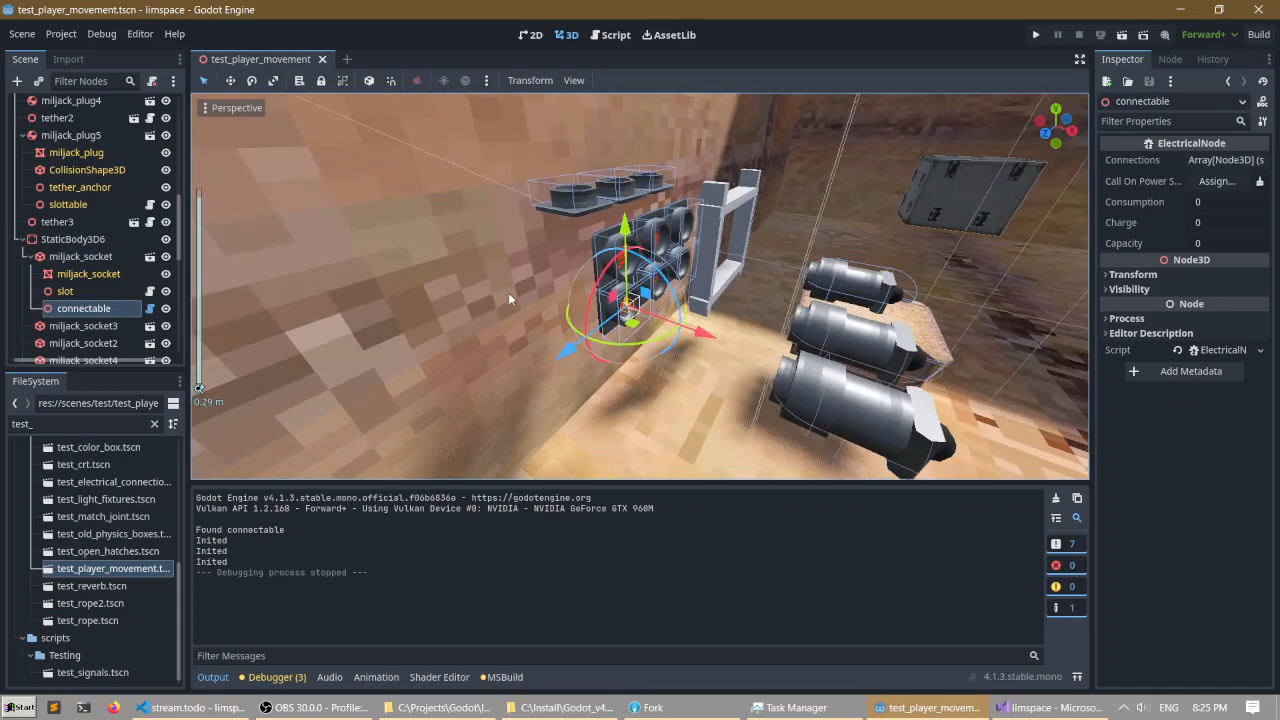 test_player_movement.tscn - limspace - Godot Engine
Scene Project Debug Editor Help
2D 3D Script AssetLib
Forward+ Build
Scene Import
Filter Nodes
miljack_plug4
tether2
miljack_plug5
miljack_plug
CollisionShape3D
tether_anchor
slottable
tether3
StaticBody3D6
miljack_socket
miljack_socket
slot
connectable
miljack_socket3
miljack_socket2
miljack_socket4
FileSystem
res://scenes/test/test_playe
test_
test_color_box.tscn
test_crt.tscn
test_electrical_connectio...
test_light_fixtures.tscn
test_match_joint.tscn
test_old_physics_boxes.t...
test_open_hatches.tscn
test_player_movement.t...
test_reverb.tscn
test_rope2.tscn
test_rope.tscn
scripts
Testing
test_signals.tscn
test_player_movement
Transform View
Perspective
Y
X
Z
0.29 m
Godot Engine v4.1.3.stable.mono.official.f06b6836a - https://godotengine.org
Vulkan API 1.2.168 - Forward+ - Using Vulkan Device #0: NVIDIA - NVIDIA GeForce GTX 960M
Found connectable
Inited
Inited
Inited
--- Debugging process stopped ---
7
0
0
1
Filter Messages
Output Debugger (3) Audio Animation Shader Editor MSBuild 4.1.3.stable.mono
Inspector Node History
connectable
Filter Properties
ElectricalNode
Connections Array[Node3D] (s
Call On Power S... Assign...
Consumption 0
Charge 0
Capacity 0
Node3D
Transform
Visibility
Node
Process
Editor Description
Script ElectricalN
Add Metadata
Start stream.todo - limsp... OBS 30.0.0 - Profile:... C:\Projects\Godot\l... C:\Install\Godot_v4... Fork Task Manager test_player_movem... limspace - Microso... 8:25 PM